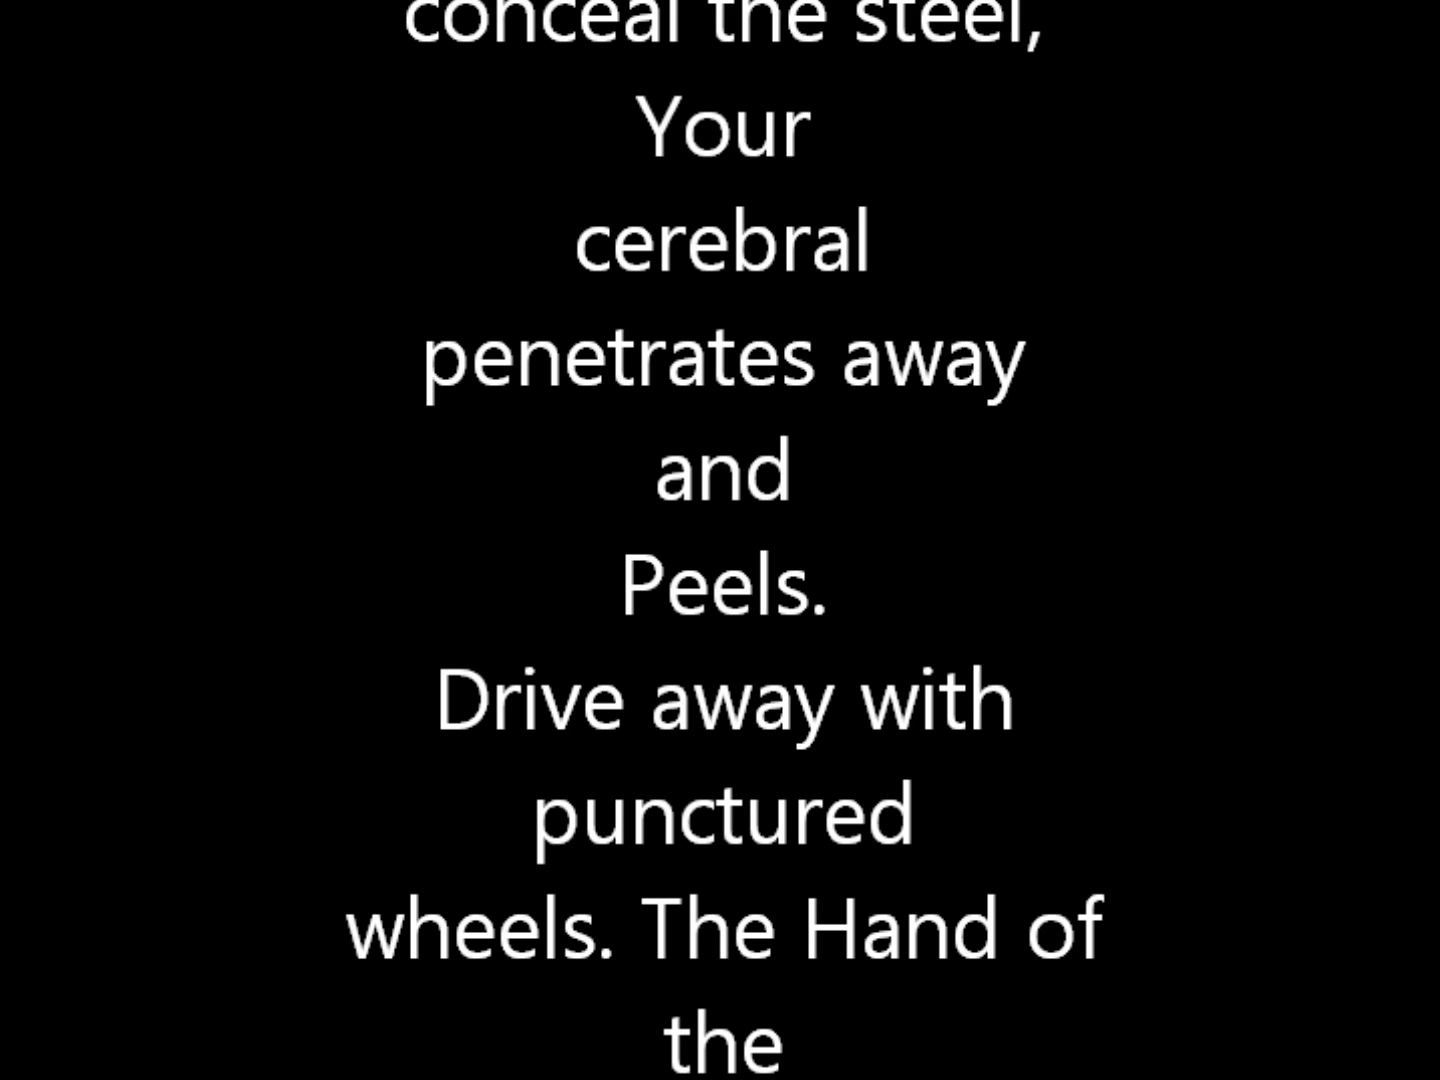 conceal the steel,
Your
cerebral
penetrates away
and
Peels.
Drive away with
punctured
wheels. The Hand of
the